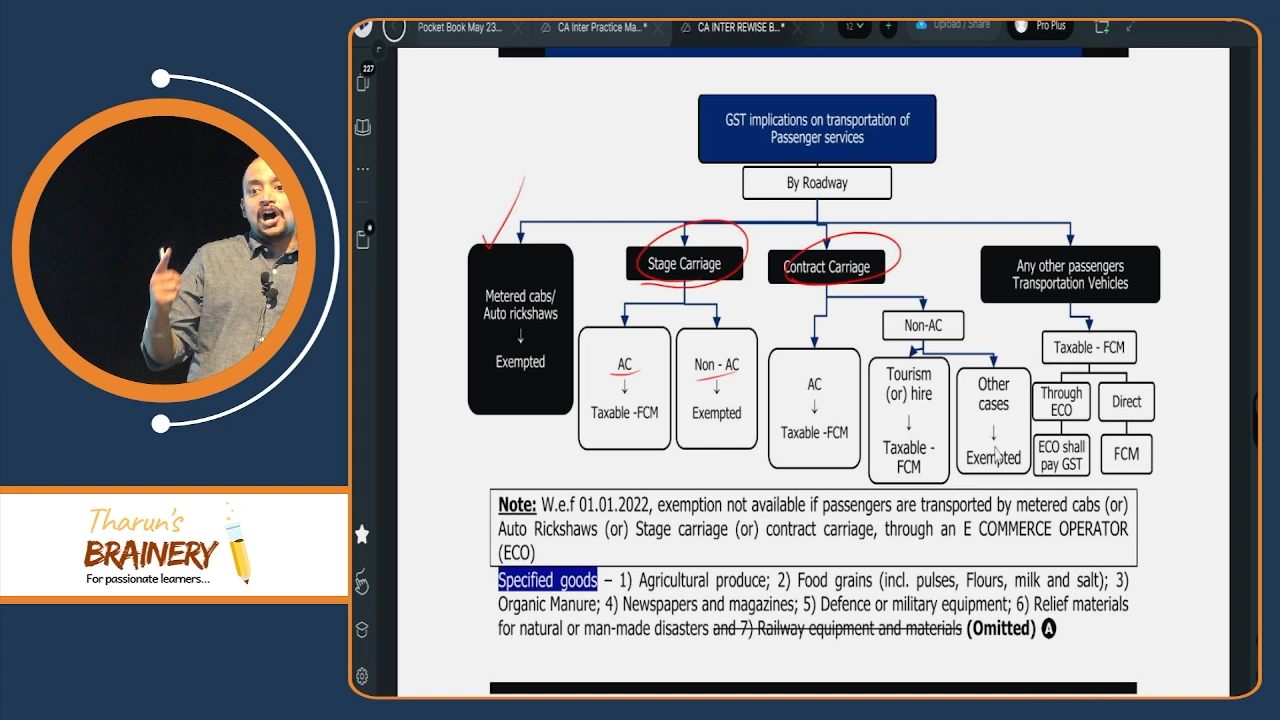 Pocket Book May 23...
CA Inter Practice Ma...*
CA INTER REWISE B...*
12
Upload / Share
Pro Plus
227
GST implications on transportation of
Passenger services
By Roadway
Metered cabs/
Auto rickshaws
↓
Exempted
Stage Carriage
AC
↓
Taxable -FCM
Non - AC
↓
Exempted
Contract Carriage
AC
↓
Taxable -FCM
Non-AC
Tourism
(or) hire
↓
Taxable -
FCM
Other
cases
↓
Exempted
Any other passengers
Transportation Vehicles
Taxable - FCM
Through
ECO
ECO shall
pay GST
Direct
FCM
Note: W.e.f 01.01.2022, exemption not available if passengers are transported by metered cabs (or)
Auto Rickshaws (or) Stage carriage (or) contract carriage, through an E COMMERCE OPERATOR
(ECO)
Specified goods – 1) Agricultural produce; 2) Food grains (incl. pulses, Flours, milk and salt); 3)
Organic Manure; 4) Newspapers and magazines; 5) Defence or military equipment; 6) Relief materials
for natural or man-made disasters and 7) Railway equipment and materials (Omitted) A
Tharun's
BRAINERY
For passionate learners...